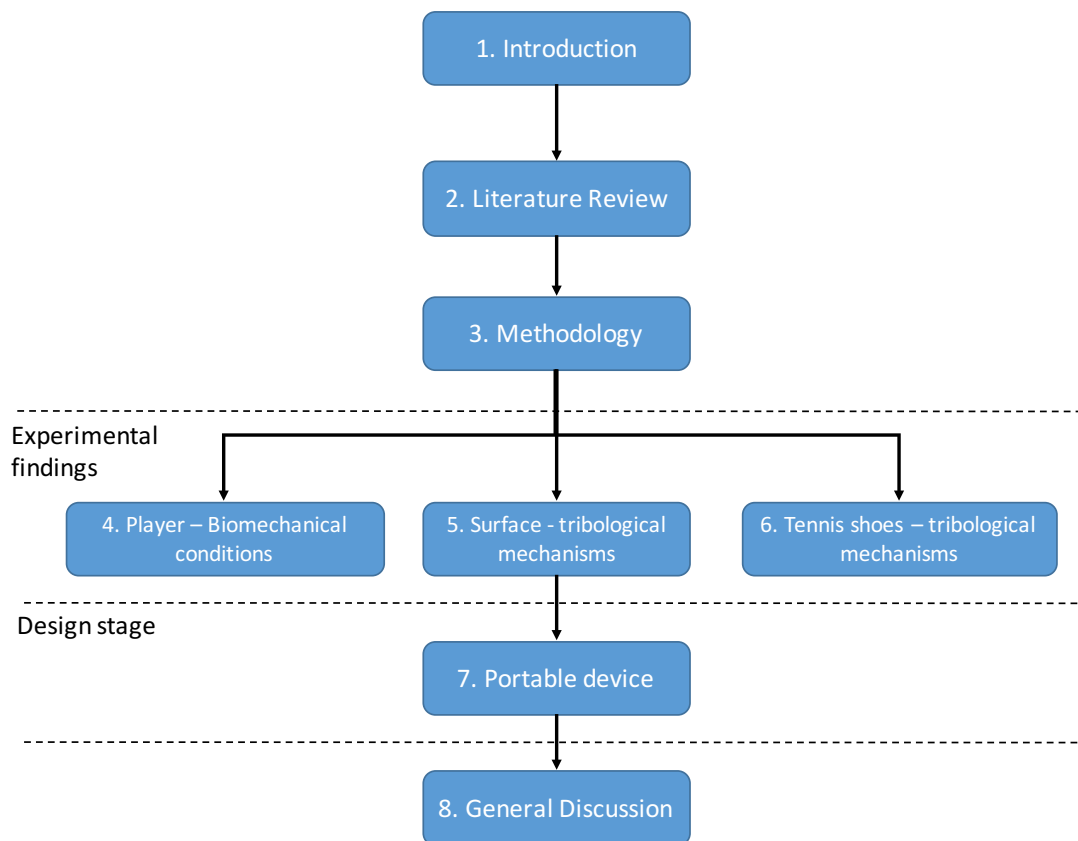 1. Introduction
2. Literature Review
3. Methodology
Experimental
findings
4. Player – Biomechanical
conditions
5. Surface - tribological
mechanisms
6. Tennis shoes – tribological
mechanisms
Design stage
7. Portable device
8. General Discussion